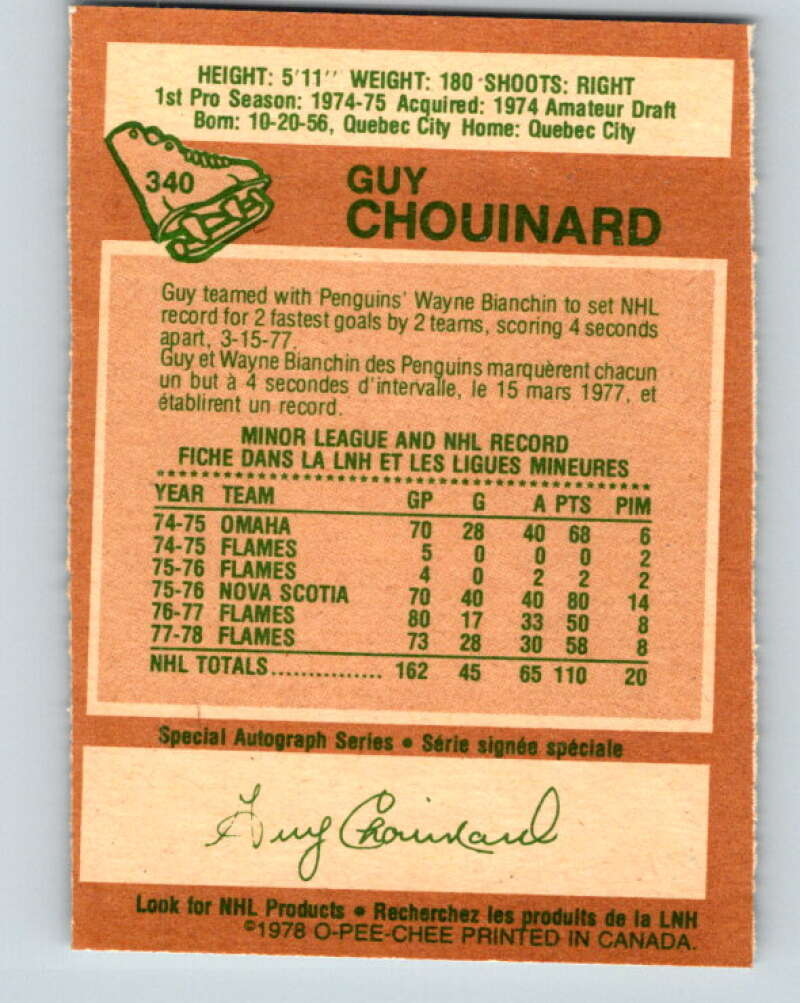 HEIGHT: 5'11" WEIGHT: 180 SHOOTS: RIGHT
1st Pro Season: 1974-75 Acquired: 1974 Amateur Draft
Born: 10-20-56, Quebec City Home: Quebec City
340
GUY
CHOUINARD
Guy teamed with Penguins' Wayne Bianchin to set NHL
record for 2 fastest goals by 2 teams, scoring 4 seconds
apart, 3-15-77.
Guy et Wayne Bianchin des Penguins marquèrent chacun
un but à 4 secondes d'intervalle, le 15 mars 1977, et
établirent un record.
MINOR LEAGUE AND NHL RECORD
FICHE DANS LA LNH ET LES LIGUES MINEURES
YEAR TEAM GP G A PTS PIM
74-75 OMAHA 70 28 40 68 6
74-75 FLAMES 5 0 0 0 2
75-76 FLAMES 4 0 2 2 2
75-76 NOVA SCOTIA 70 40 40 80 14
76-77 FLAMES 80 17 33 50 8
77-78 FLAMES 73 28 30 58 8
NHL TOTALS............... 162 45 65 110 20
Special Autograph Series • Série signée spéciale
Guy Chouinard
Look for NHL Products • Recherchez les produits de la LNH
©1978 O-PEE-CHEE PRINTED IN CANADA.